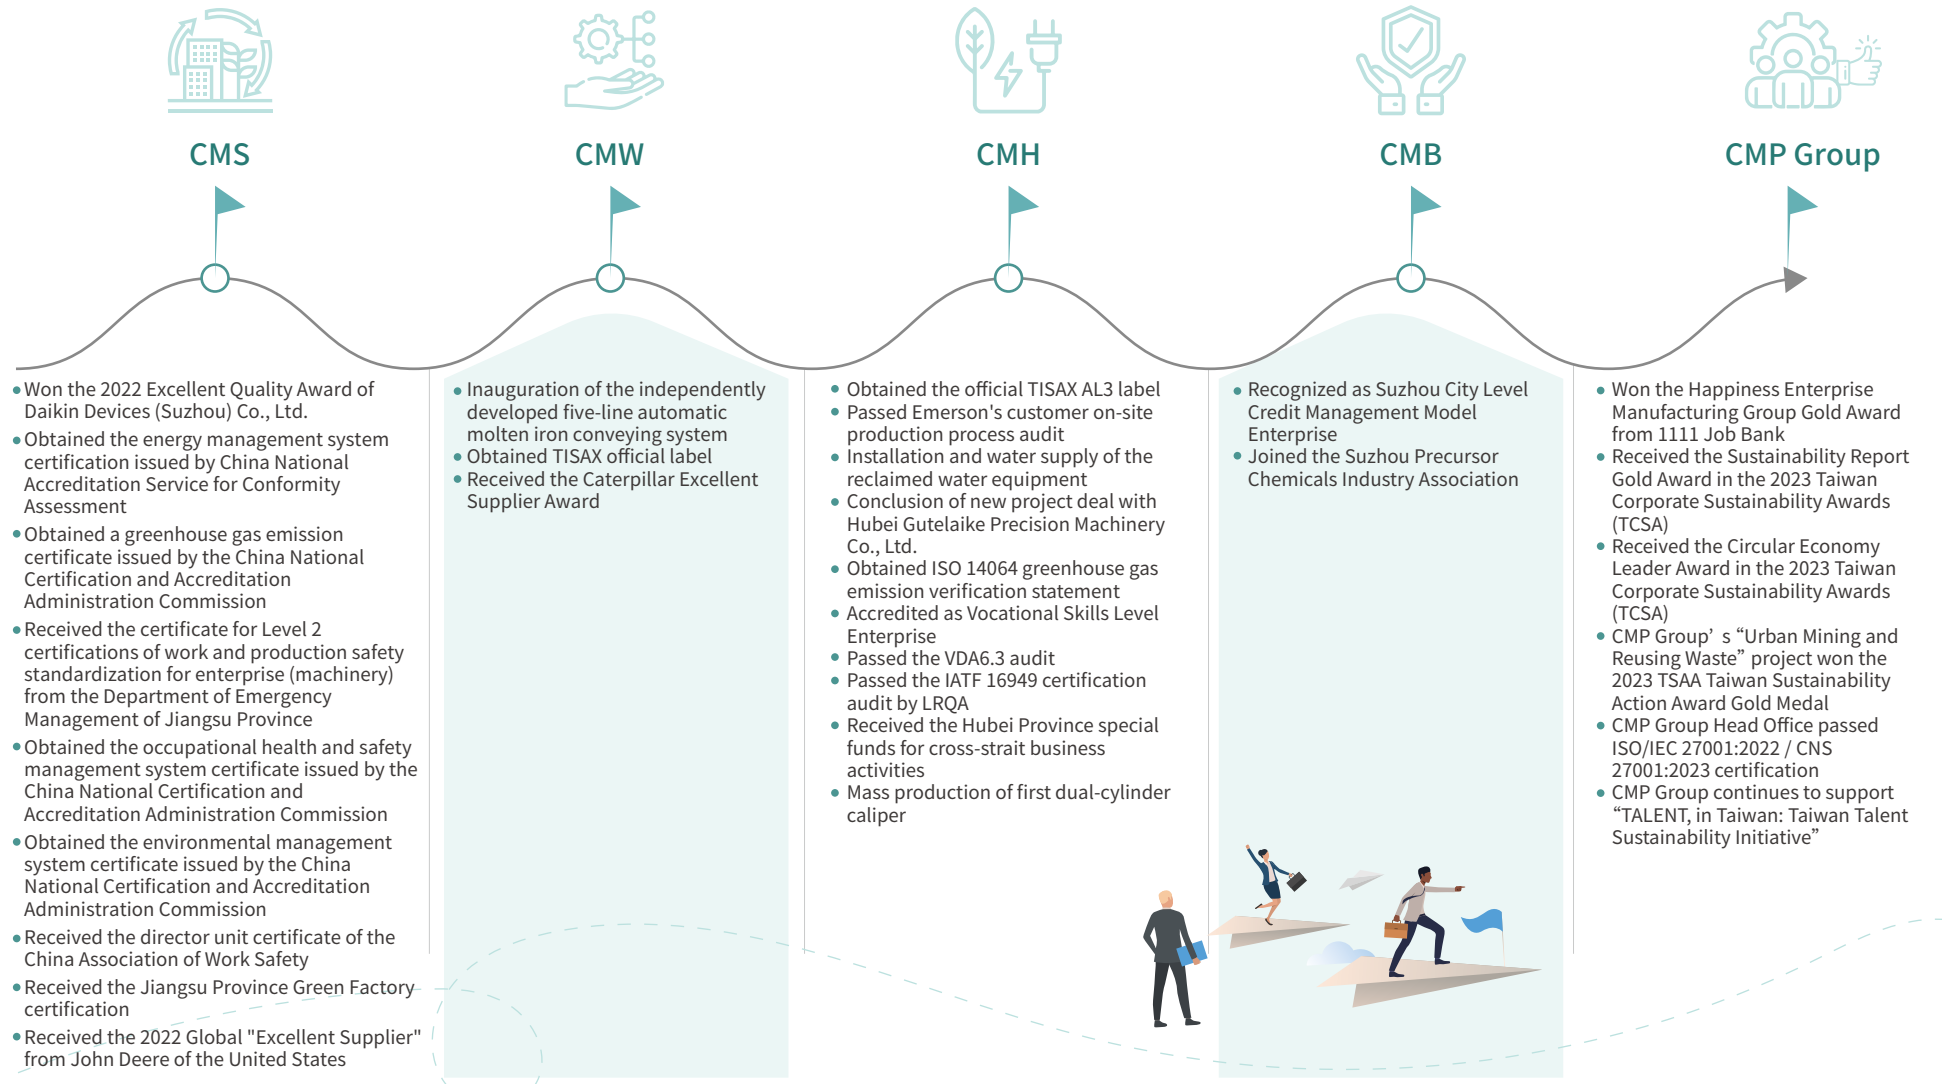 CMS
• Won the 2022 Excellent Quality Award of
Daikin Devices (Suzhou) Co., Ltd.
• Obtained the energy management system
certification issued by China National
Accreditation Service for Conformity
Assessment
• Obtained a greenhouse gas emission
certificate issued by the China National
Certification and Accreditation
Administration Commission
• Received the certificate for Level 2
certifications of work and production safety
standardization for enterprise (machinery)
from the Department of Emergency
Management of Jiangsu Province
• Obtained the occupational health and safety
management system certificate issued by the
China National Certification and
Accreditation Administration Commission
• Obtained the environmental management
system certificate issued by the China
National Certification and Accreditation
Administration Commission
• Received the director unit certificate of the
China Association of Work Safety
• Received the Jiangsu Province Green Factory
certification
• Received the 2022 Global "Excellent Supplier"
from John Deere of the United States
CMW
• Inauguration of the independently
developed five-line automatic
molten iron conveying system
• Obtained TISAX official label
• Received the Caterpillar Excellent
Supplier Award
CMH
• Obtained the official TISAX AL3 label
• Passed Emerson's customer on-site
production process audit
• Installation and water supply of the
reclaimed water equipment
• Conclusion of new project deal with
Hubei Gutelaike Precision Machinery
Co., Ltd.
• Obtained ISO 14064 greenhouse gas
emission verification statement
• Accredited as Vocational Skills Level
Enterprise
• Passed the VDA6.3 audit
• Passed the IATF 16949 certification
audit by LRQA
• Received the Hubei Province special
funds for cross-strait business
activities
• Mass production of first dual-cylinder
caliper
CMB
• Recognized as Suzhou City Level
Credit Management Model
Enterprise
• Joined the Suzhou Precursor
Chemicals Industry Association
CMP Group
• Won the Happiness Enterprise
Manufacturing Group Gold Award
from 1111 Job Bank
• Received the Sustainability Report
Gold Award in the 2023 Taiwan
Corporate Sustainability Awards
(TCSA)
• Received the Circular Economy
Leader Award in the 2023 Taiwan
Corporate Sustainability Awards
(TCSA)
• CMP Group’ s “Urban Mining and
Reusing Waste” project won the
2023 TSAA Taiwan Sustainability
Action Award Gold Medal
• CMP Group Head Office passed
ISO/IEC 27001:2022 / CNS
27001:2023 certification
• CMP Group continues to support
“TALENT, in Taiwan: Taiwan Talent
Sustainability Initiative”